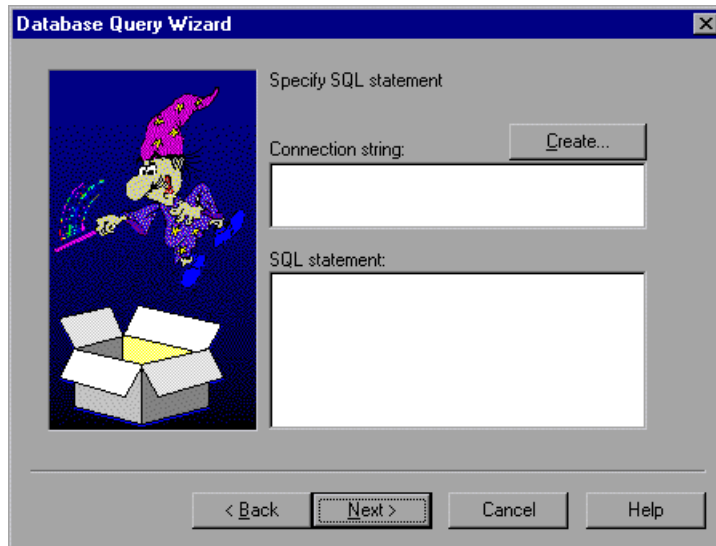 Database Query Wizard
Specify SQL statement
Connection string:
Create...
SQL statement:
< Back
Next >
Cancel
Help